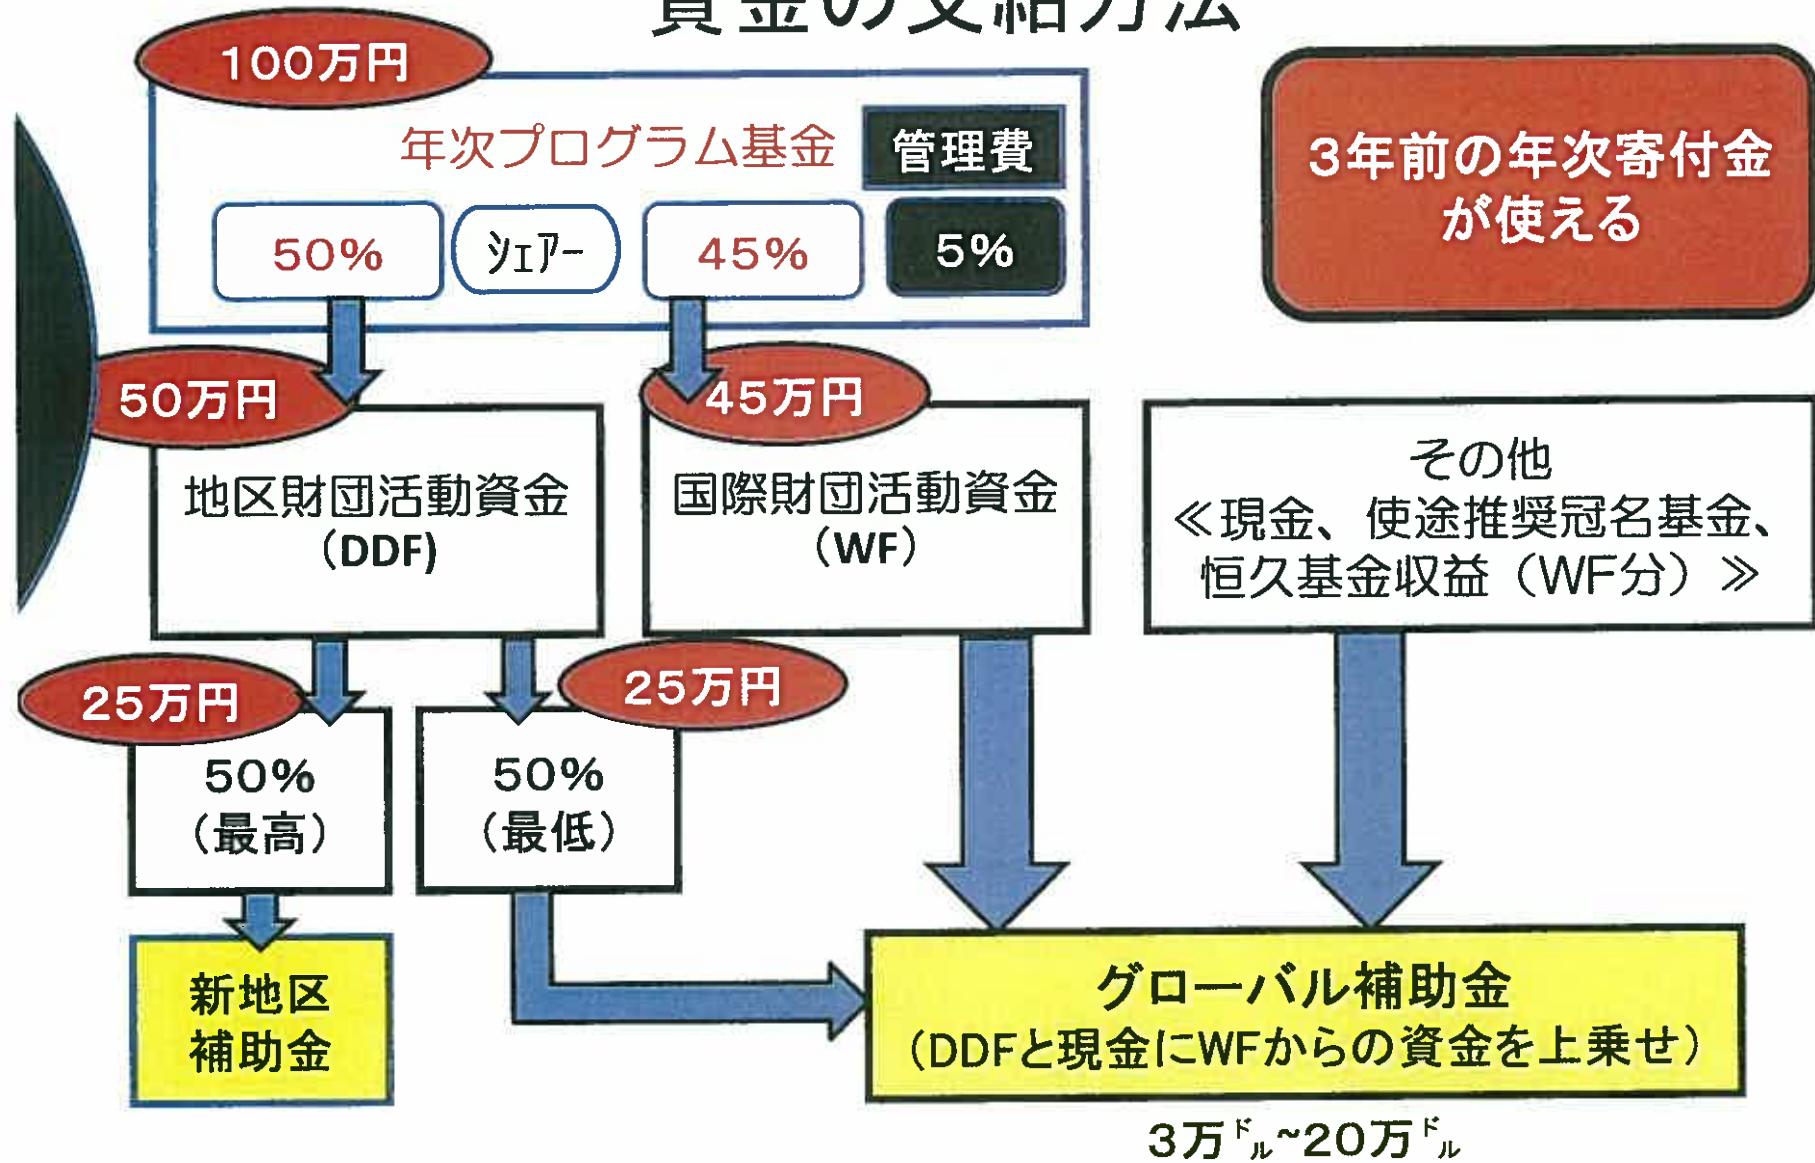 資金の支給方法
100万円
年次プログラム基金
管理費
50%
シェアー
45%
5%
3年前の年次寄付金
が使える
50万円
45万円
地区財団活動資金
（DDF)
国際財団活動資金
（WF）
その他
≪現金、使途推奨冠名基金、
恒久基金収益（WF分）≫
25万円
25万円
50%
（最高）
50%
（最低）
新地区
補助金
グローバル補助金
（DDFと現金にWFからの資金を上乗せ）
3万㌦~20万㌦